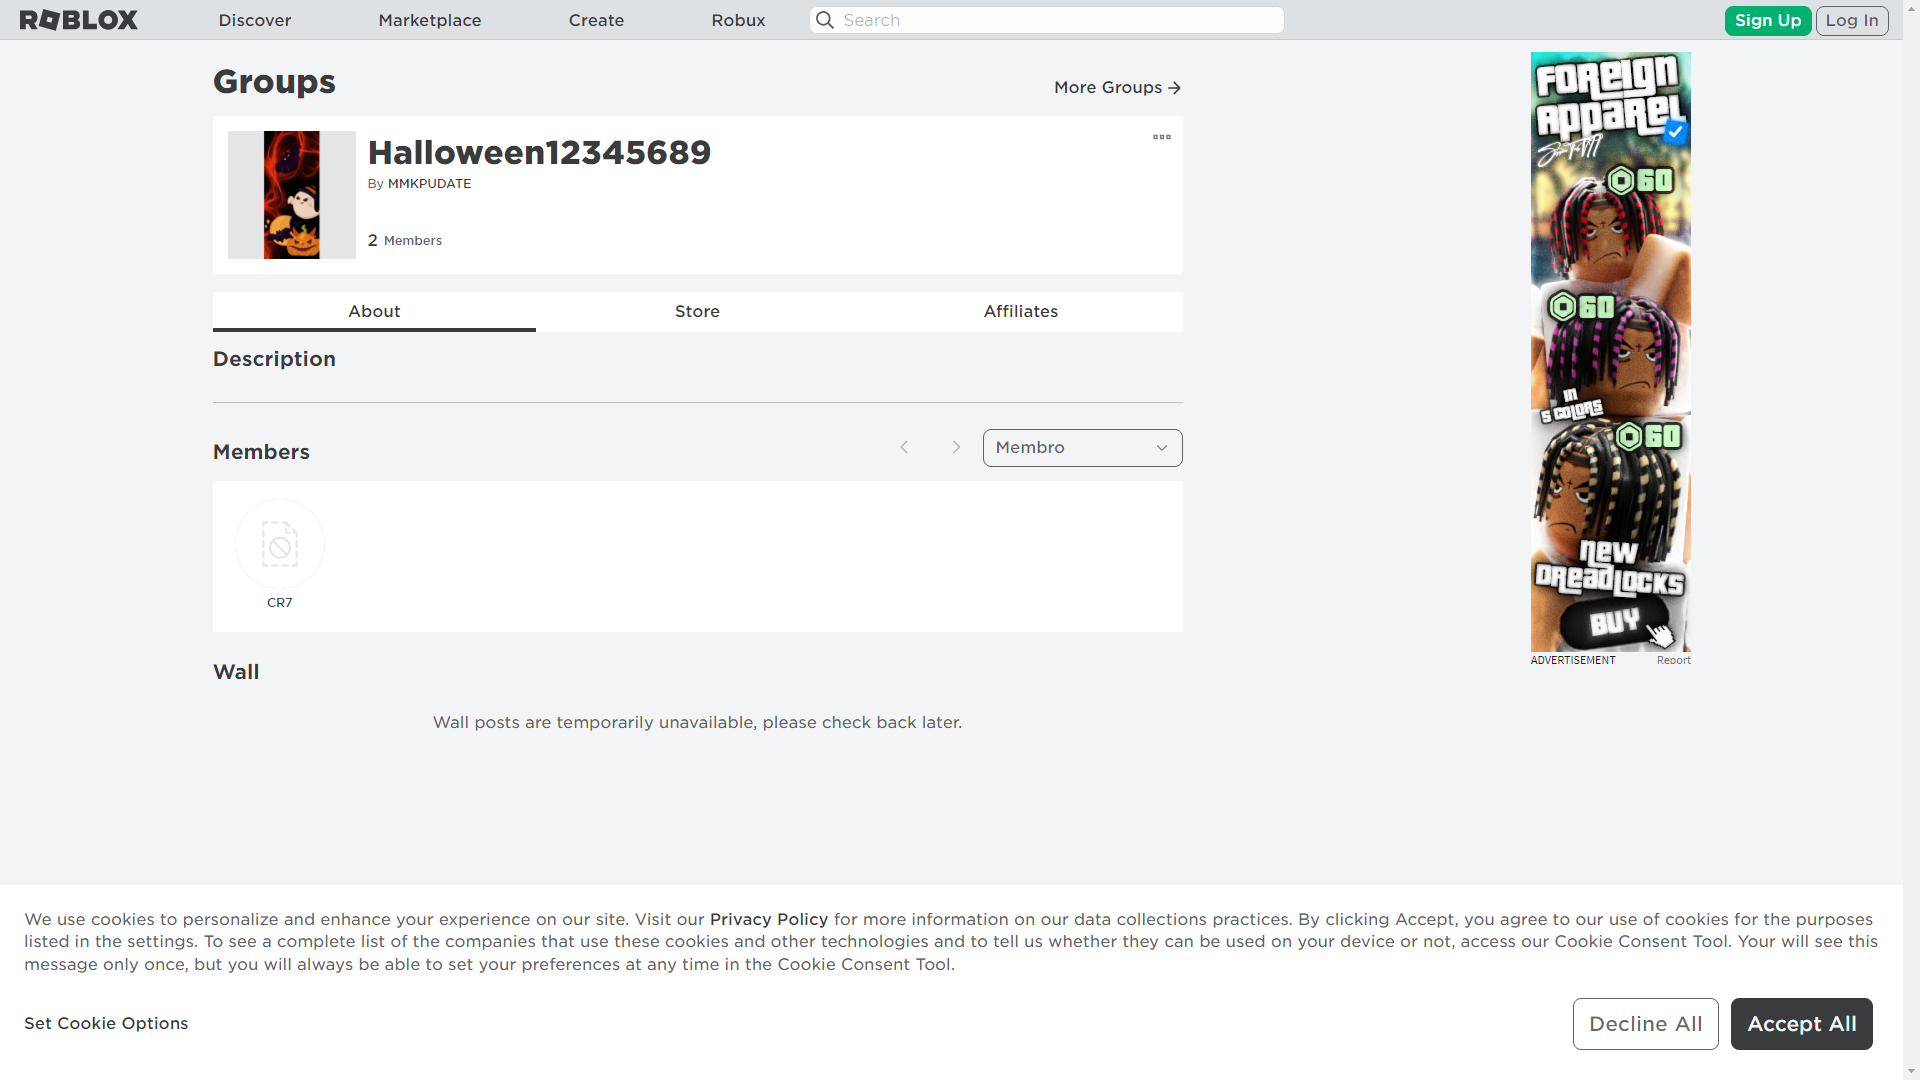 ROBLOX
Discover
Marketplace
Create
Robux
Search
Sign Up
Log In
Groups
More Groups
Halloween12345689
By MMKPUDATE
2 Members
About
Store
Affiliates
Description
Members
Membro
CR7
Wall
Wall posts are temporarily unavailable, please check back later.
FOREIGN
APPAREL
60
60
IN
5 COLORS
60
NEW
DREADLOCKS
BUY
ADVERTISEMENT
Report
We use cookies to personalize and enhance your experience on our site. Visit our Privacy Policy for more information on our data collections practices. By clicking Accept, you agree to our use of cookies for the purposes
listed in the settings. To see a complete list of the companies that use these cookies and other technologies and to tell us whether they can be used on your device or not, access our Cookie Consent Tool. Your will see this
message only once, but you will always be able to set your preferences at any time in the Cookie Consent Tool.
Set Cookie Options
Decline All
Accept All